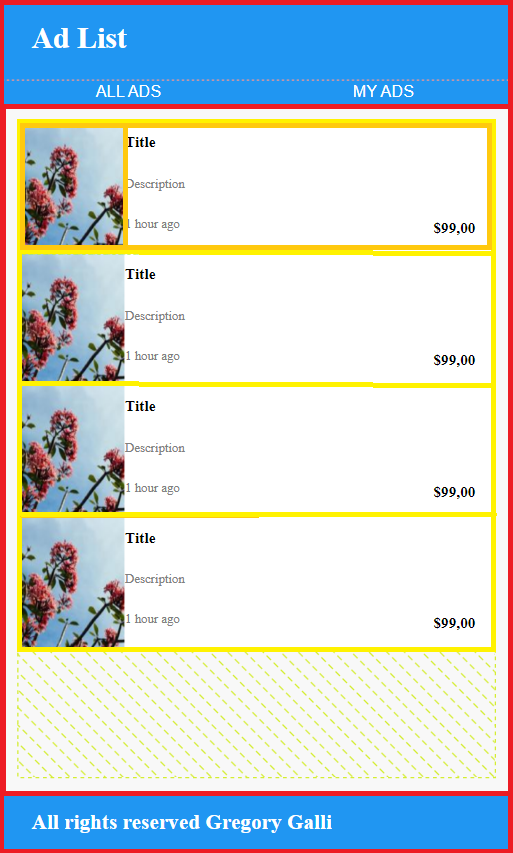 Ad List
ALL ADS MY ADS
Title
Description
1 hour ago
$99,00
Title
Description
1 hour ago
$99,00
Title
Description
1 hour ago
$99,00
Title
Description
1 hour ago
$99,00
All rights reserved Gregory Galli